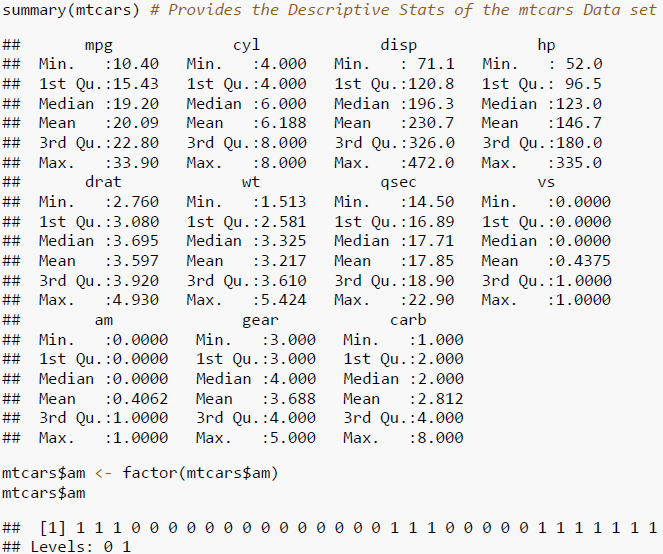 summary(mtcars) # Provides the Descriptive Stats of the mtcars Data set
## mpg cyl disp hp
## Min. :10.40 Min. :4.000 Min. : 71.1 Min. : 52.0
## 1st Qu.:15.43 1st Qu.:4.000 1st Qu.:120.8 1st Qu.: 96.5
## Median :19.20 Median :6.000 Median :196.3 Median :123.0
## Mean :20.09 Mean :6.188 Mean :230.7 Mean :146.7
## 3rd Qu.:22.80 3rd Qu.:8.000 3rd Qu.:326.0 3rd Qu.:180.0
## Max. :33.90 Max. :8.000 Max. :472.0 Max. :335.0
## drat wt qsec vs
## Min. :2.760 Min. :1.513 Min. :14.50 Min. :0.0000
## 1st Qu.:3.080 1st Qu.:2.581 1st Qu.:16.89 1st Qu.:0.0000
## Median :3.695 Median :3.325 Median :17.71 Median :0.0000
## Mean :3.597 Mean :3.217 Mean :17.85 Mean :0.4375
## 3rd Qu.:3.920 3rd Qu.:3.610 3rd Qu.:18.90 3rd Qu.:1.0000
## Max. :4.930 Max. :5.424 Max. :22.90 Max. :1.0000
## am gear carb
## Min. :0.0000 Min. :3.000 Min. :1.000
## 1st Qu.:0.0000 1st Qu.:3.000 1st Qu.:2.000
## Median :0.0000 Median :4.000 Median :2.000
## Mean :0.4062 Mean :3.688 Mean :2.812
## 3rd Qu.:1.0000 3rd Qu.:4.000 3rd Qu.:4.000
## Max. :1.0000 Max. :5.000 Max. :8.000
mtcars$am <- factor(mtcars$am)
mtcars$am
## [1] 1 1 1 0 0 0 0 0 0 0 0 0 0 0 0 0 0 1 1 1 0 0 0 0 0 1 1 1 1 1 1 1
## Levels: 0 1